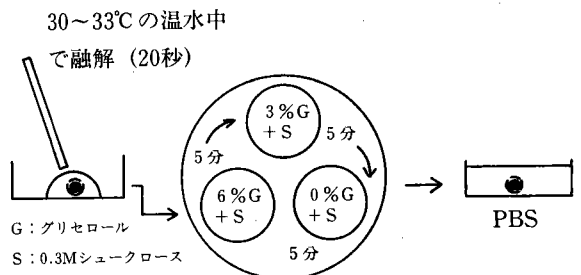 30～33℃の温水中
で融解 (20秒)
3%G
+S
5分
5分
6%G
+S
0%G
+S
5分
G：グリセロール
S：0.3Mシュークロース
PBS